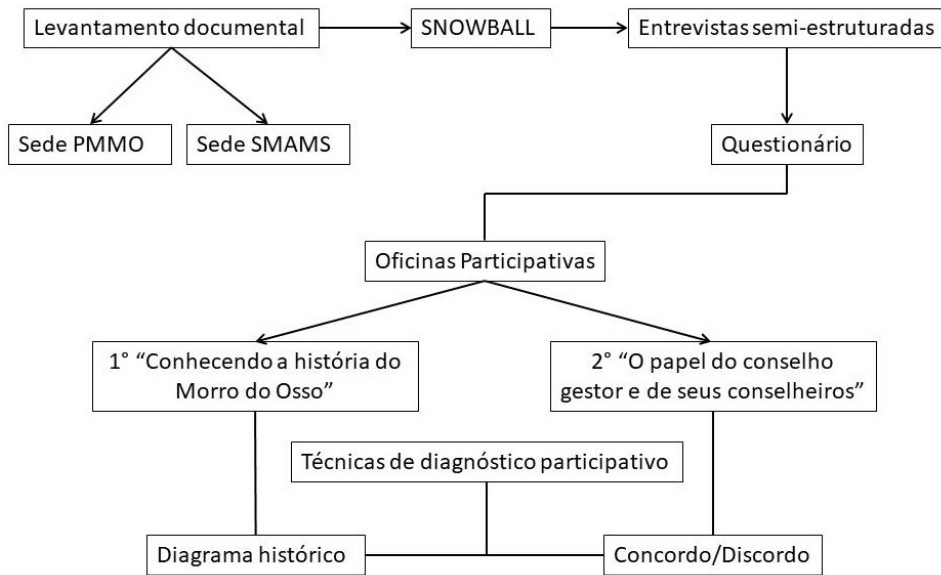 Levantamento documental
SNOWBALL
Entrevistas semi-estruturadas
Sede PMMO
Sede SMAMS
Questionário
Oficinas Participativas
1° “Conhecendo a história do
Morro do Osso”
2° “O papel do conselho
gestor e de seus conselheiros”
Técnicas de diagnóstico participativo
Diagrama histórico
Concordo/Discordo